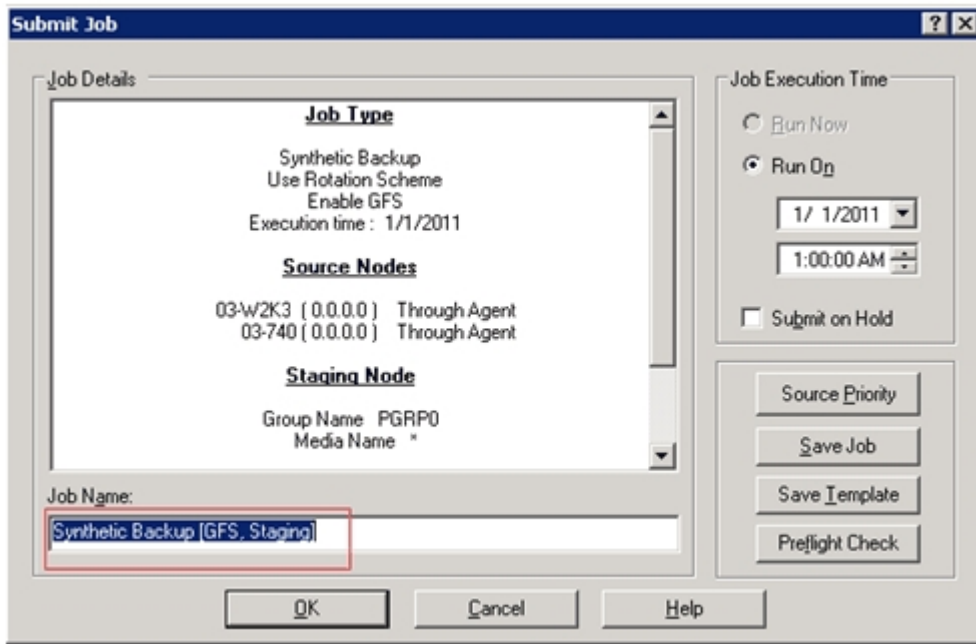 Submit Job
Job Details
Job Type
Synthetic Backup
Use Rotation Scheme
Enable GFS
Execution time : 1/1/2011
Source Nodes
03-W2K3 ( 0.0.0.0 ) Through Agent
03-740 ( 0.0.0.0 ) Through Agent
Staging Node
Group Name PGRP0
Media Name *
Job Name:
Synthetic Backup [GFS, Staging]
Job Execution Time
Run Now
Run On
1/ 1/2011
1:00:00 AM
Submit on Hold
Source Priority
Save Job
Save Template
Preflight Check
OK
Cancel
Help